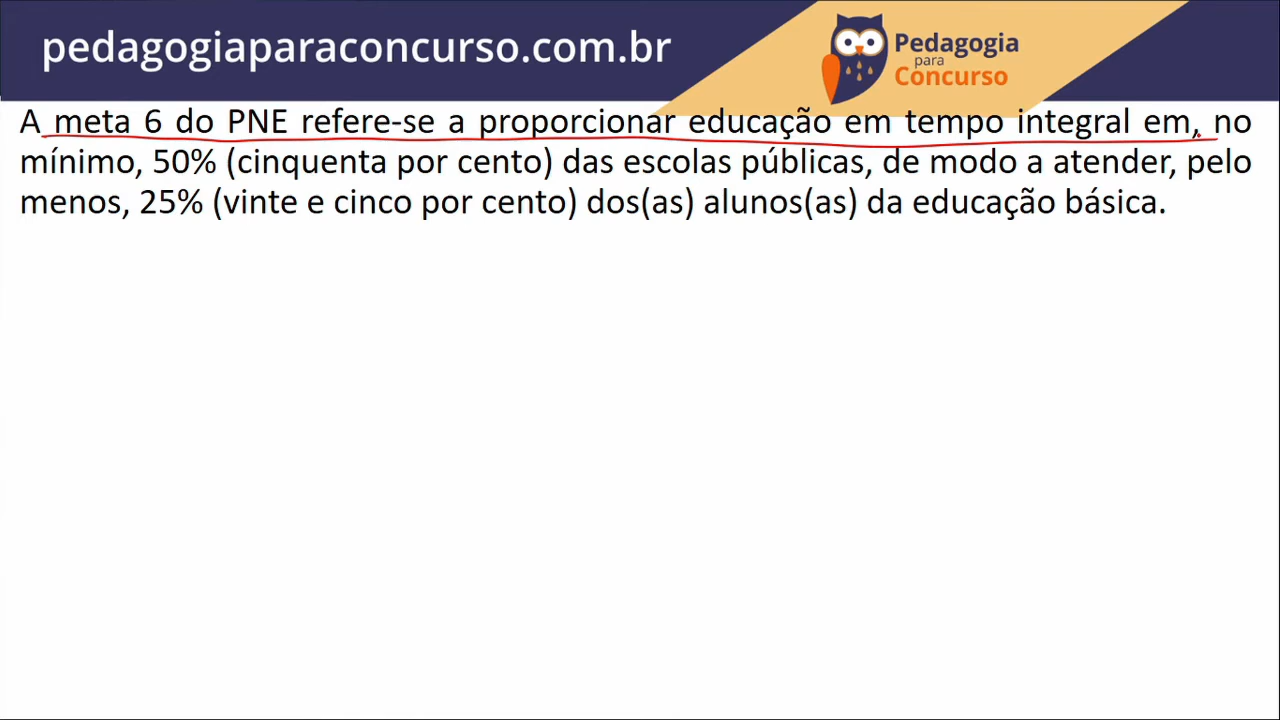 pedagogiaparaconcurso.com.br
Pedagogia
para
Concurso
A meta 6 do PNE refere-se a proporcionar educação em tempo integral em, no
mínimo, 50% (cinquenta por cento) das escolas públicas, de modo a atender, pelo
menos, 25% (vinte e cinco por cento) dos(as) alunos(as) da educação básica.